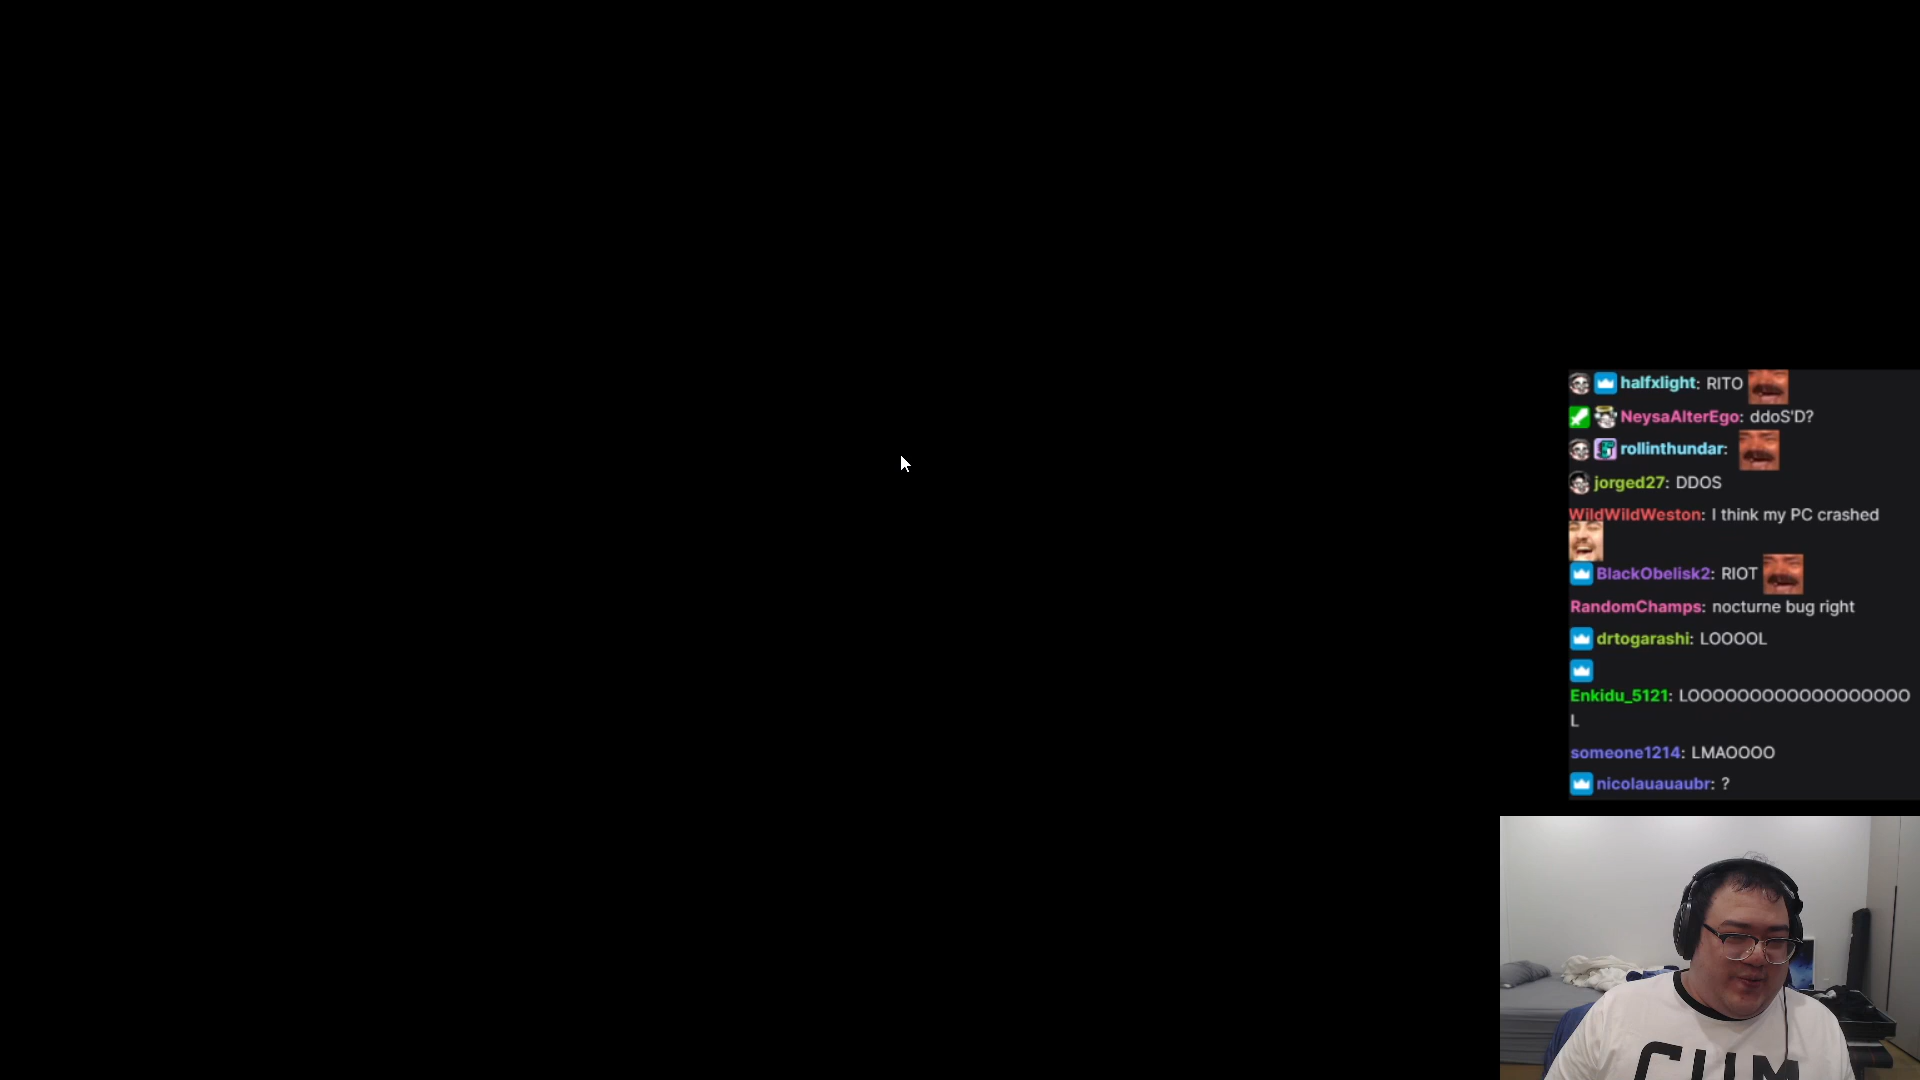 halfxlight: RITO
NeysaAlterEgo: ddoS'D?
rollinthundar:
jorged27: DDOS
WildWildWeston: I think my PC crashed
BlackObelisk2: RIOT
RandomChamps: nocturne bug right
drtogarashi: LOOOOL
Enkidu_5121: LOOOOOOOOOOOOOOOOOO
L
someone1214: LMAOOOO
nicolauauaubr: ?